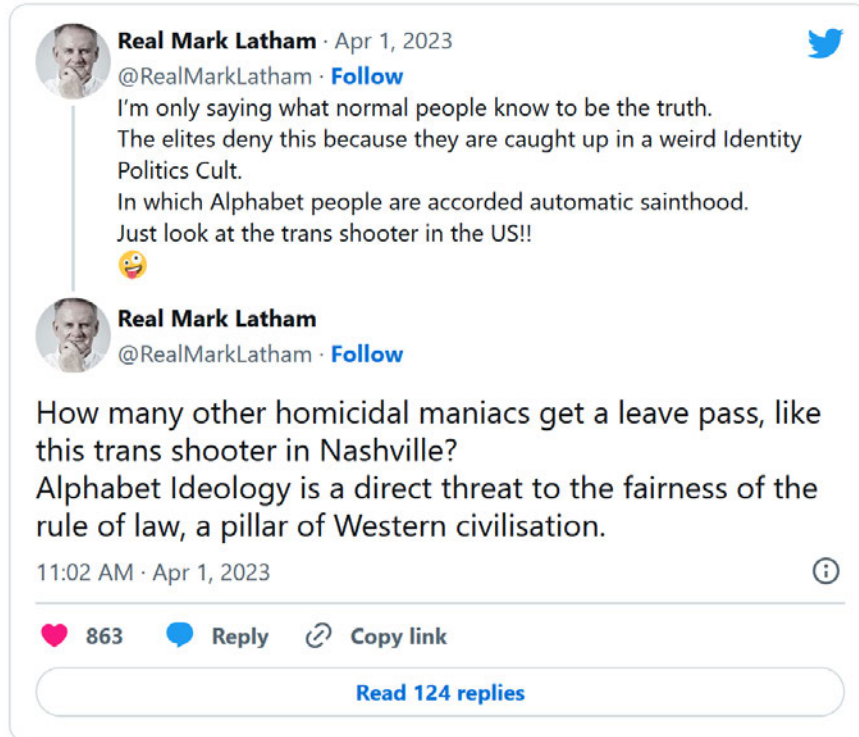 Real Mark Latham · Apr 1, 2023
@RealMarkLatham · Follow
I'm only saying what normal people know to be the truth.
The elites deny this because they are caught up in a weird Identity
Politics Cult.
In which Alphabet people are accorded automatic sainthood.
Just look at the trans shooter in the US!!
🤪
Real Mark Latham
@RealMarkLatham · Follow
How many other homicidal maniacs get a leave pass, like
this trans shooter in Nashville?
Alphabet Ideology is a direct threat to the fairness of the
rule of law, a pillar of Western civilisation.
11:02 AM · Apr 1, 2023
863 Reply Copy link
Read 124 replies